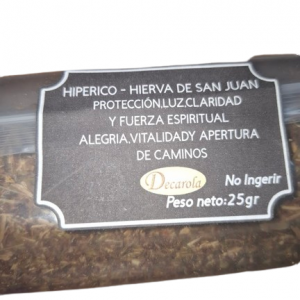 HIPERICO - HIERVA DE SAN JUAN
PROTECCIÓN,LUZ,CLARIDAD
Y FUERZA ESPIRITUAL
ALEGRIA,VITALIDADY APERTURA
DE CAMINOS
Decarola
No Ingerir
Peso neto:25gr